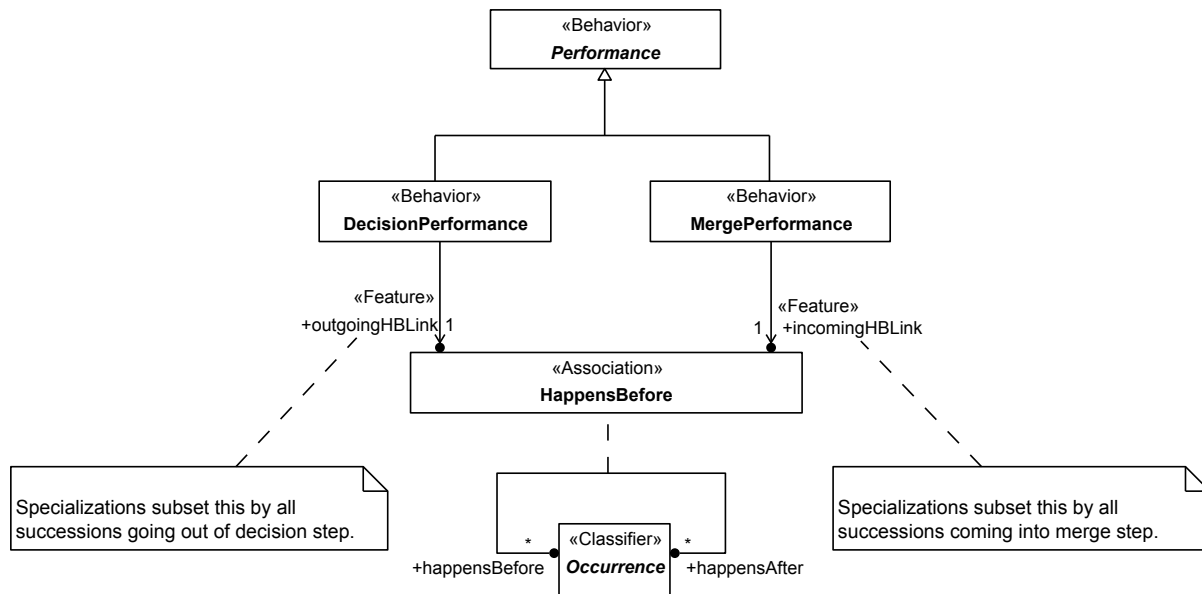 «Behavior»
Performance
«Behavior»
DecisionPerformance
«Behavior»
MergePerformance
«Feature»
+outgoingHBLink 1
«Feature»
1 +incomingHBLink
«Association»
HappensBefore
Specializations subset this by all
successions going out of decision step.
Specializations subset this by all
successions coming into merge step.
«Classifier»
Occurrence
*
+happensBefore
*
+happensAfter